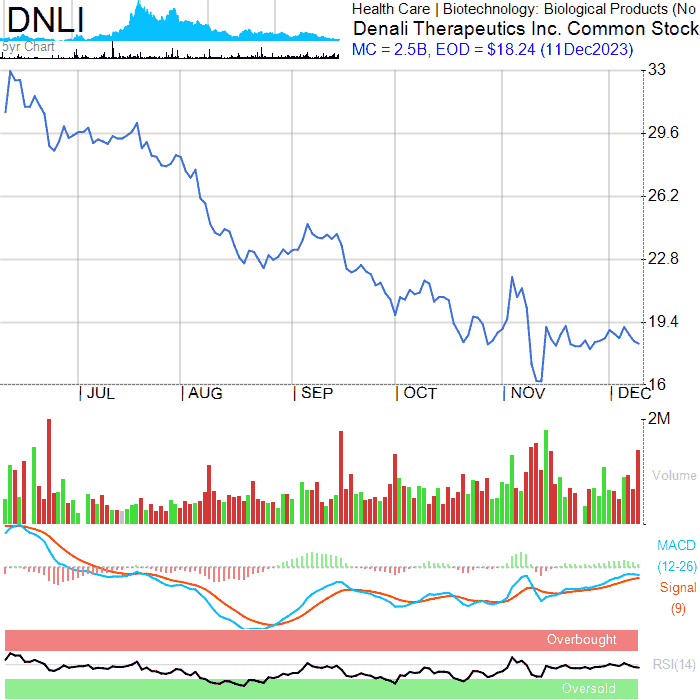 DNLI
5yr Chart
Health Care | Biotechnology: Biological Products (No
Denali Therapeutics Inc. Common Stock
MC = 2.5B, EOD = $18.24 (11Dec2023)
33
29.6
26.2
22.8
19.4
16
JUL AUG SEP OCT NOV DEC
2M
Volume
MACD
(12-26)
Signal
(9)
Overbought
RSI(14)
Oversold